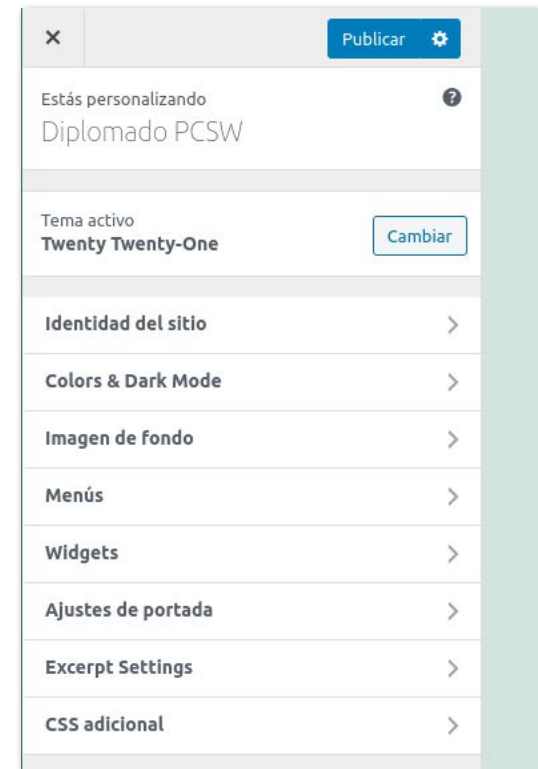 Publicar
Estás personalizando
Diplomado PCSW
Tema activo
Twenty Twenty-One
Cambiar
Identidad del sitio
Colors & Dark Mode
Imagen de fondo
Menús
Widgets
Ajustes de portada
Excerpt Settings
CSS adicional